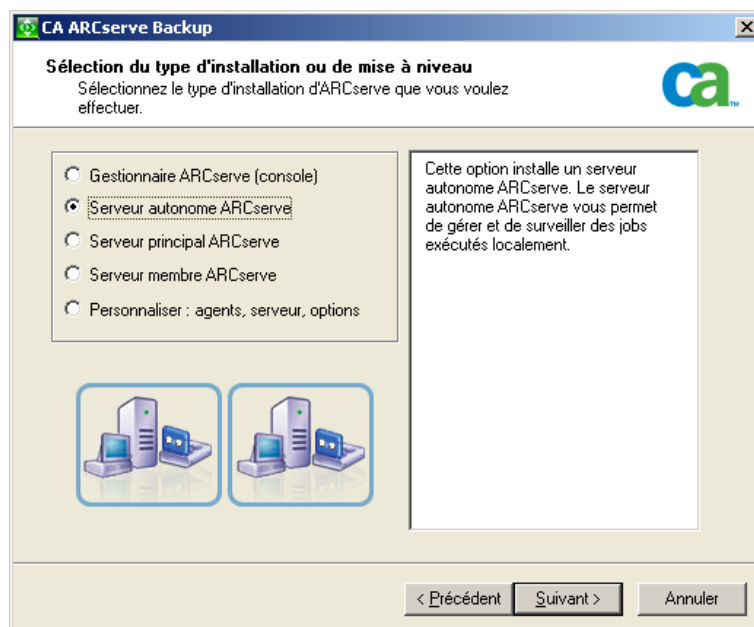 CA ARCserve Backup
Sélection du type d'installation ou de mise à niveau
Sélectionnez le type d'installation d'ARCserve que vous voulez
effectuer.
ca
TM
Gestionnaire ARCserve (console)
Serveur autonome ARCserve
Serveur principal ARCserve
Serveur membre ARCserve
Personnaliser : agents, serveur, options
Cette option installe un serveur
autonome ARCserve. Le serveur
autonome ARCserve vous permet
de gérer et de surveiller des jobs
exécutés localement.
< Précédent
Suivant >
Annuler